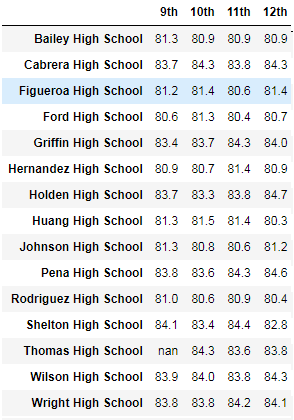 9th 10th 11th 12th
Bailey High School 81.3 80.9 80.9 80.9
Cabrera High School 83.7 84.3 83.8 84.3
Figueroa High School 81.2 81.4 80.6 81.4
Ford High School 80.6 81.3 80.4 80.7
Griffin High School 83.4 83.7 84.3 84.0
Hernandez High School 80.9 80.7 81.4 80.9
Holden High School 83.7 83.3 83.8 84.7
Huang High School 81.3 81.5 81.4 80.3
Johnson High School 81.3 80.8 80.6 81.2
Pena High School 83.8 83.6 84.3 84.6
Rodriguez High School 81.0 80.6 80.9 80.4
Shelton High School 84.1 83.4 84.4 82.8
Thomas High School nan 84.3 83.6 83.8
Wilson High School 83.9 84.0 83.8 84.3
Wright High School 83.8 83.8 84.2 84.1